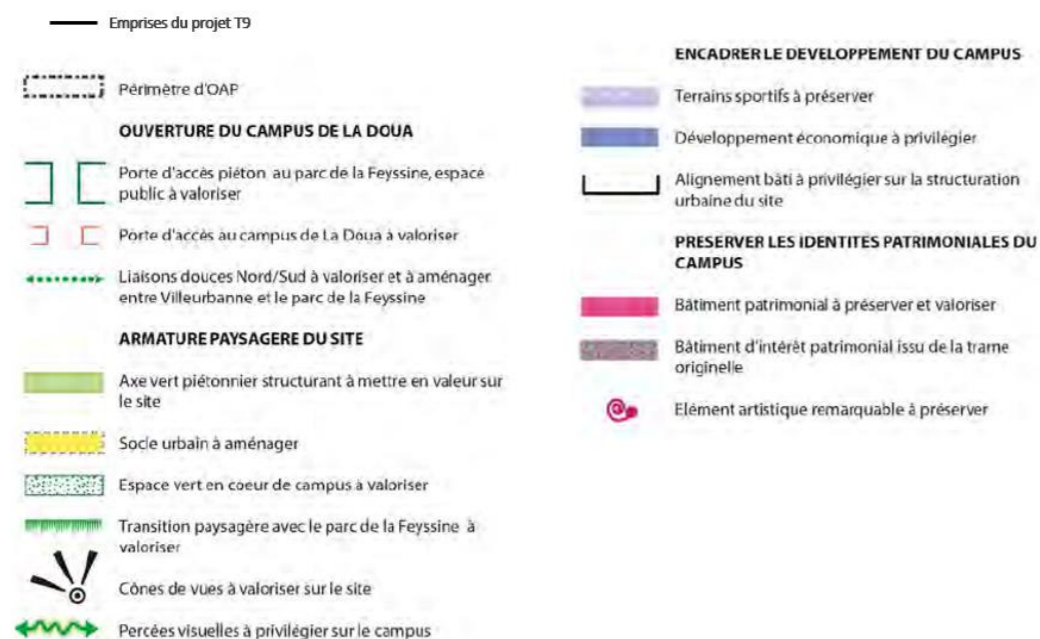 Emprises du projet T9
Périmètre d'OAP
OUVERTURE DU CAMPUS DE LA DOUA
Porte d'accès piéton au parc de la Feyssine, espace
public à valoriser
Porte d'accès au campus de La Doua à valoriser
Liaisons douces Nord/Sud à valoriser et à aménager
entre Villeurbanne et le parc de la Feyssine
ARMATURE PAYSAGERE DU SITE
Axe vert piétonnier structurant à mettre en valeur sur
le site
Socle urbain à aménager
Espace vert en coeur de campus à valoriser
Transition paysagère avec le parc de la Feyssine à
valoriser
Cônes de vues à valoriser sur le site
Percées visuelles à privilégier sur le campus
ENCADRER LE DEVELOPPEMENT DU CAMPUS
Terrains sportifs à préserver
Développement économique à privilégier
Alignement bâti à privilégier sur la structuration
urbaine du site
PRESERVER LES IDENTITES PATRIMONIALES DU
CAMPUS
Bâtiment patrimonial à préserver et valoriser
Bâtiment d'intérêt patrimonial issu de la trame
originelle
Elément artistique remarquable à préserver